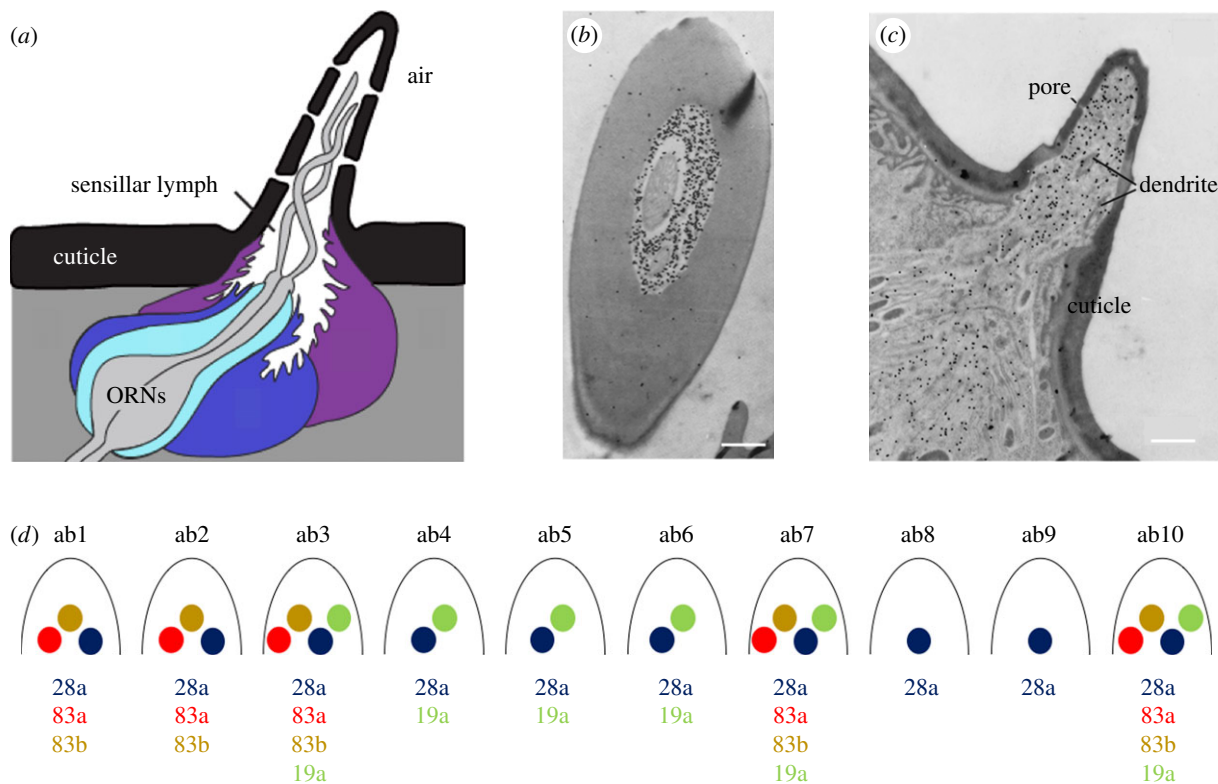 (a)
air
sensillar lymph
cuticle
ORNs
(b)
(c)
pore
dendrite
cuticle
(d) ab1 ab2 ab3 ab4 ab5 ab6 ab7 ab8 ab9 ab10
28a 28a 28a 28a 28a 28a 28a 28a 28a 28a
83a 83a 83a 19a 19a 19a 83a 83a
83b 83b 83b 83b 83b
19a 19a 19a